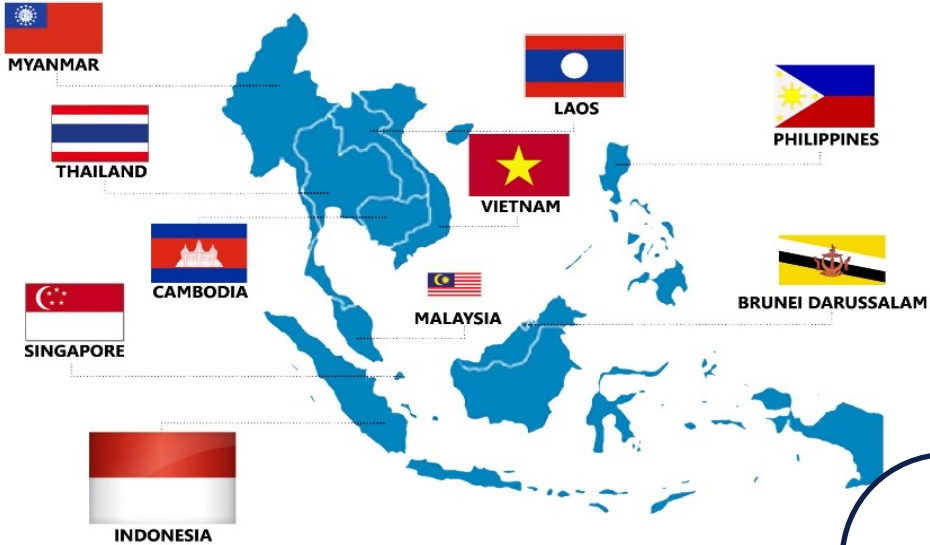 MYANMAR
LAOS
PHILIPPINES
THAILAND
VIETNAM
CAMBODIA
BRUNEI DARUSSALAM
MALAYSIA
SINGAPORE
INDONESIA